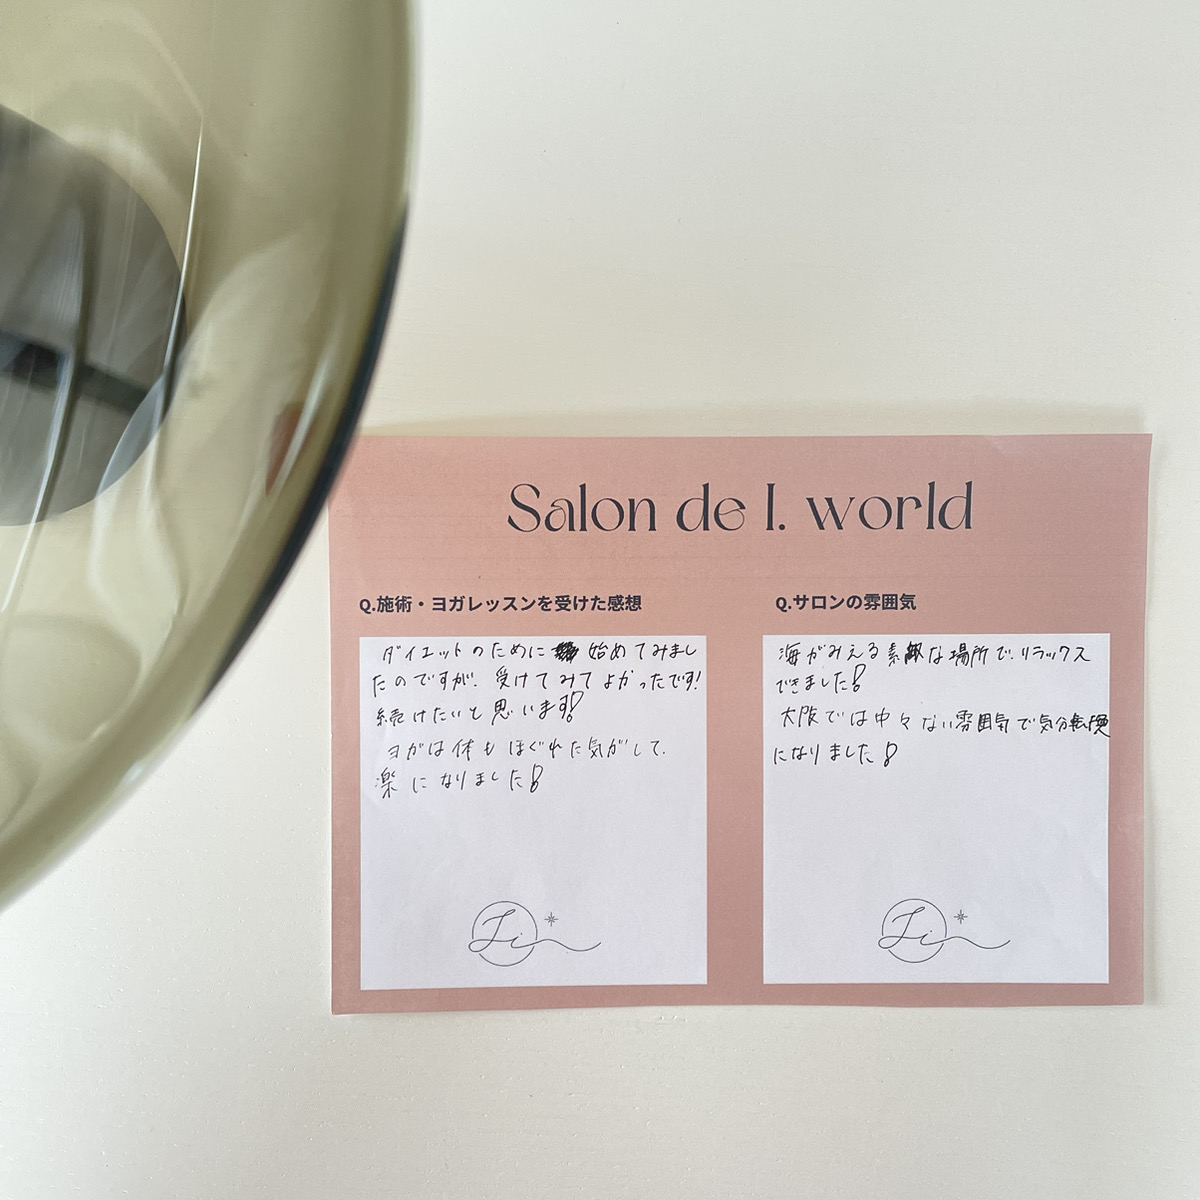 Salon de l. world
Q.施術・ヨガレッスンを受けた感想
ダイエットのために 始めてみまし
たのですが、受けてみてよかったです!
続けたいと思います!
ヨガは体もほぐれた気がして、
楽になりました!
Q.サロンの雰囲気
海がみえる素敵な場所で、リラックス
できました!
大阪では中々ない雰囲気で気分転換
になりました!
Li
Li